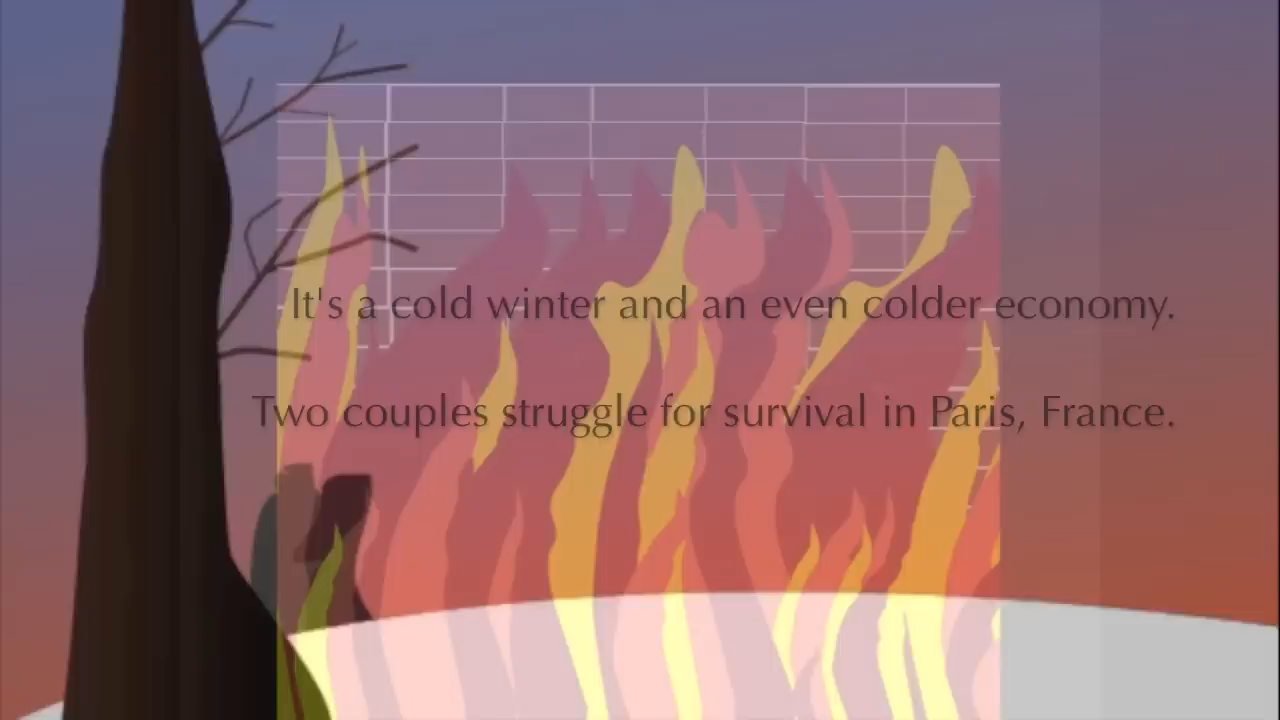 It's a cold winter and an even colder economy.
Two couples struggle for survival in Paris, France.